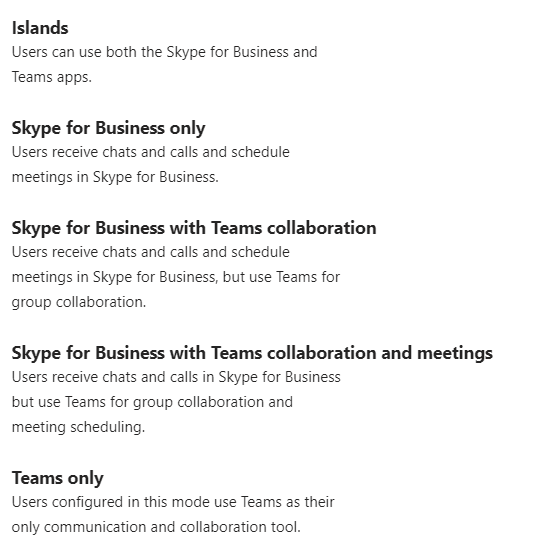 Islands
Users can use both the Skype for Business and
Teams apps.
Skype for Business only
Users receive chats and calls and schedule
meetings in Skype for Business.
Skype for Business with Teams collaboration
Users receive chats and calls and schedule
meetings in Skype for Business, but use Teams for
group collaboration.
Skype for Business with Teams collaboration and meetings
Users receive chats and calls in Skype for Business
but use Teams for group collaboration and
meeting scheduling.
Teams only
Users configured in this mode use Teams as their
only communication and collaboration tool.